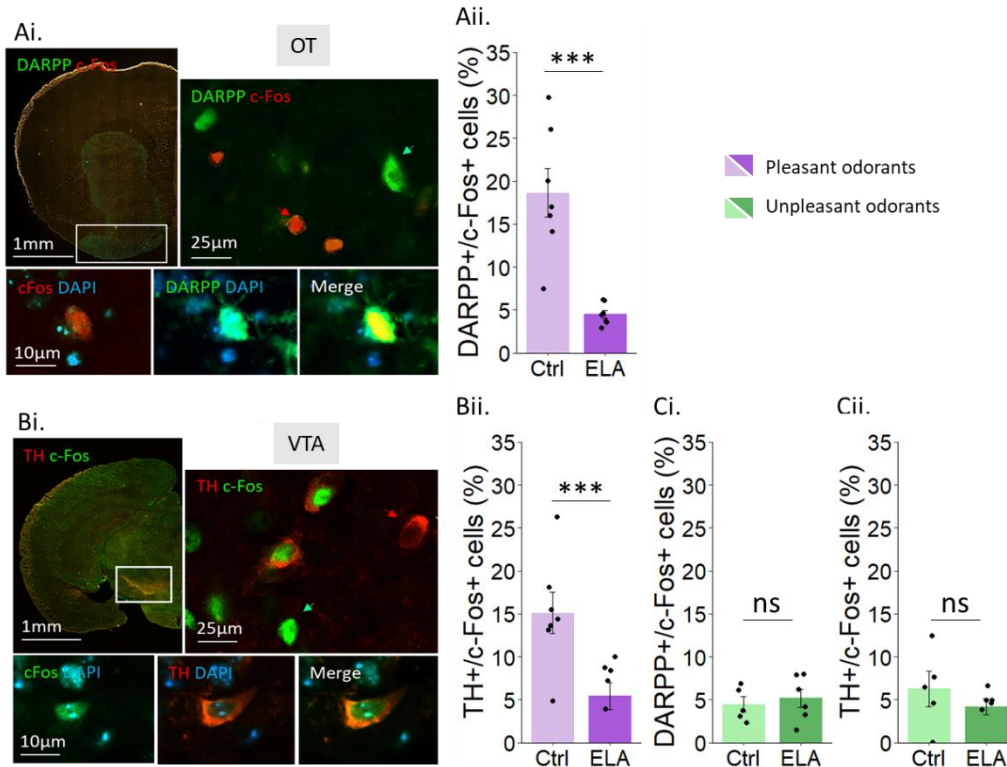 Ai.
OT
DARPP c-Fos
1mm
DARPP c-Fos
25µm
cFos DAPI
10µm
DARPP DAPI
Merge
Aii.
DARPP+/c-Fos+ cells (%)
35
30
25
20
15
10
5
0
***
Ctrl ELA
Pleasant odorants
Unpleasant odorants
Bi.
VTA
TH c-Fos
1mm
TH c-Fos
25µm
cFos DAPI
10µm
TH DAPI
Merge
Bii.
TH+/c-Fos+ cells (%)
35
30
25
20
15
10
5
0
***
Ctrl ELA
Ci.
DARPP+/c-Fos+ cells (%)
35
30
25
20
15
10
5
0
ns
Ctrl ELA
Cii.
TH+/c-Fos+ cells (%)
35
30
25
20
15
10
5
0
ns
Ctrl ELA